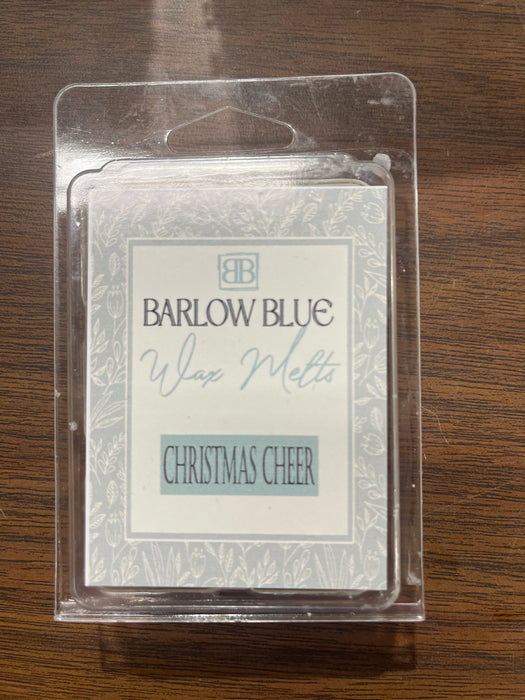 BB
BARLOW BLUE
Wax Melts
CHRISTMAS CHEER